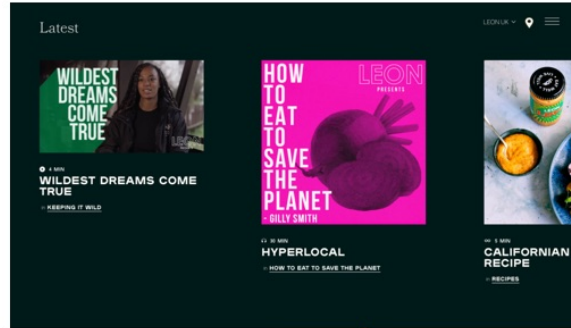 Latest
LEON UK
WILDEST
DREAMS
COME
TRUE
LEON
4 MIN
WILDEST DREAMS COME
TRUE
KEEPING IT WILD
HOW
TO
EAT
TO
SAVE
THE
PLANET
- GILLY SMITH
LEON
PRESENTS
30 MIN
HYPERLOCAL
HOW TO EAT TO SAVE THE PLANET
5 MIN
CALIFORNIAN
RECIPE
RECIPES